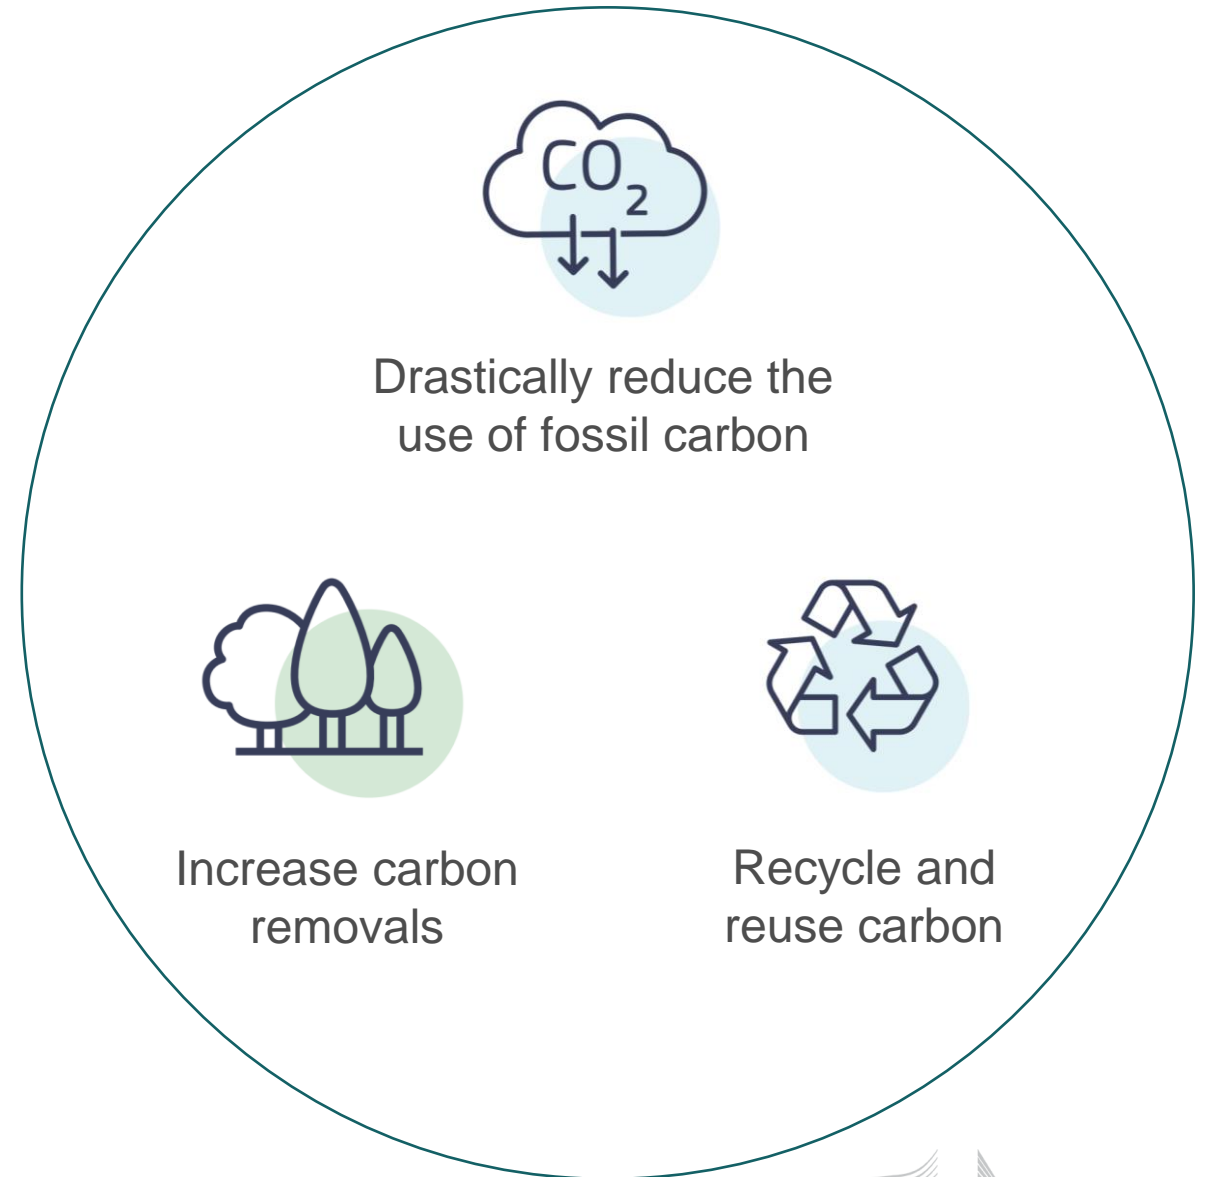 CO₂
Drastically reduce the
use of fossil carbon
Increase carbon
removals
Recycle and
reuse carbon